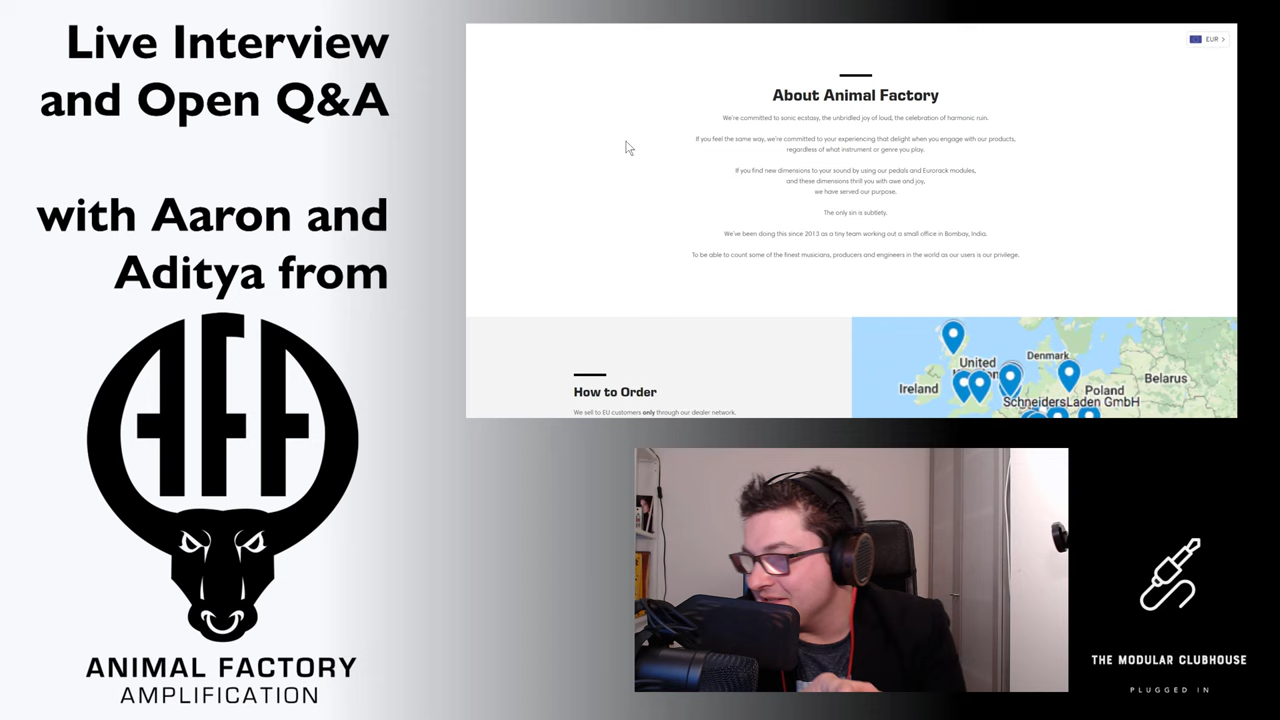 Live Interview
and Open Q&A
with Aaron and
Aditya from
AFA
ANIMAL FACTORY
AMPLIFICATION
EUR >
About Animal Factory
We're committed to sonic ecstasy, the unbridled joy of loud, the celebration of harmonic ruin.
If you feel the same way, we're committed to your experiencing that delight when you engage with our products,
regardless of what instrument or genre you play.
If you find new dimensions to your sound by using our pedals and Eurorack modules,
and these dimensions thrill you with awe and joy,
we have served our purpose.
The only sin is subtlety.
We've been doing this since 2013 as a tiny team working out a small office in Bombay, India.
To be able to count some of the finest musicians, producers and engineers in the world as our users is our privilege.
How to Order
We sell to EU customers only through our dealer network.
United
Denmark
Ireland
Poland
Belarus
SchneidersLaden GmbH
THE MODULAR CLUBHOUSE
PLUGGED IN